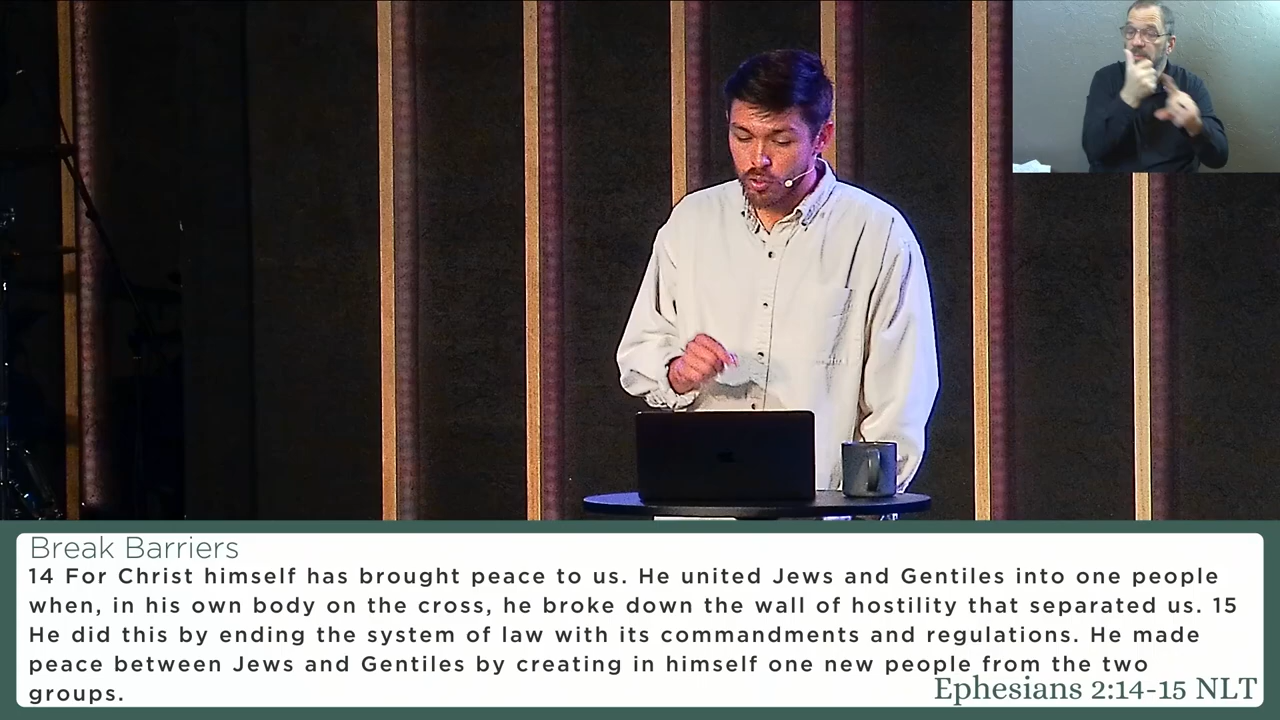 Break Barriers
14 For Christ himself has brought peace to us. He united Jews and Gentiles into one people
when, in his own body on the cross, he broke down the wall of hostility that separated us. 15
He did this by ending the system of law with its commandments and regulations. He made
peace between Jews and Gentiles by creating in himself one new people from the two
groups.
Ephesians 2:14-15 NLT